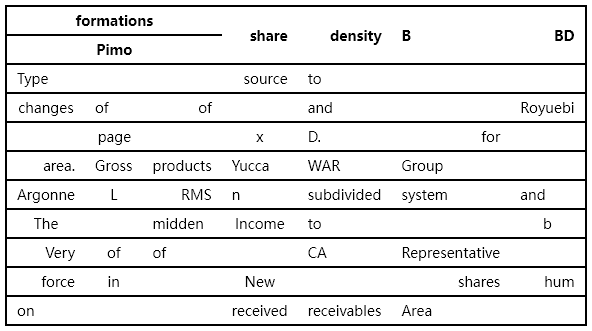 formations share density B BD
Pimo
Type source to
changes of of and Royuebi
page x D. for
area. Gross products Yucca WAR Group
Argonne L RMS n subdivided system and
The midden Income to b
Very of of CA Representative
force in New shares hum
on received receivables Area